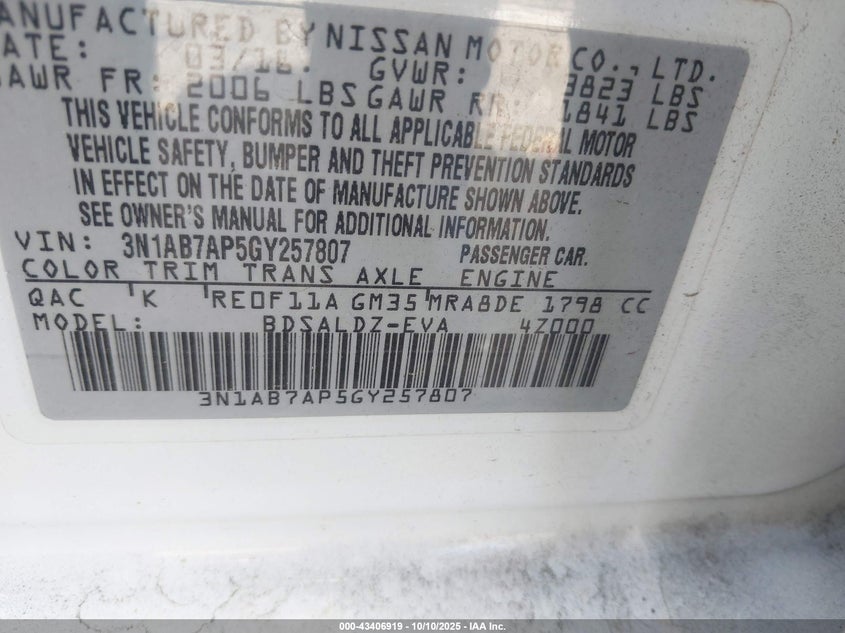 MANUFACTURED BY NISSAN MOTOR CO., LTD.
DATE: 03/16. GVWR: 3823 LBS
GAWR FR: 2006 LBS GAWR RR: 1841 LBS
THIS VEHICLE CONFORMS TO ALL APPLICABLE FEDERAL MOTOR
VEHICLE SAFETY, BUMPER AND THEFT PREVENTION STANDARDS
IN EFFECT ON THE DATE OF MANUFACTURE SHOWN ABOVE.
SEE OWNER'S MANUAL FOR ADDITIONAL INFORMATION.
VIN: 3N1AB7AP5GY257807 PASSENGER CAR.
COLOR TRIM TRANS AXLE ENGINE
QAC K RE0F11A GM35 MRA8DE 1798 CC
MODEL: BDSALDZ-EVA 4Z000
3N1AB7AP5GY257807
000-43406919 - 10/10/2025 - IAA Inc.